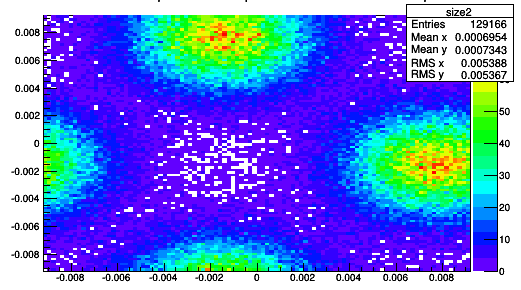 size2
Entries 129166
Mean x 0.0006954
Mean y 0.0007343
RMS x 0.005388
RMS y 0.005367
0.008
0.006
0.004
0.002
0
-0.002
-0.004
-0.006
-0.008
-0.008 -0.006 -0.004 -0.002 0 0.002 0.004 0.006 0.008
50
40
30
20
10
0